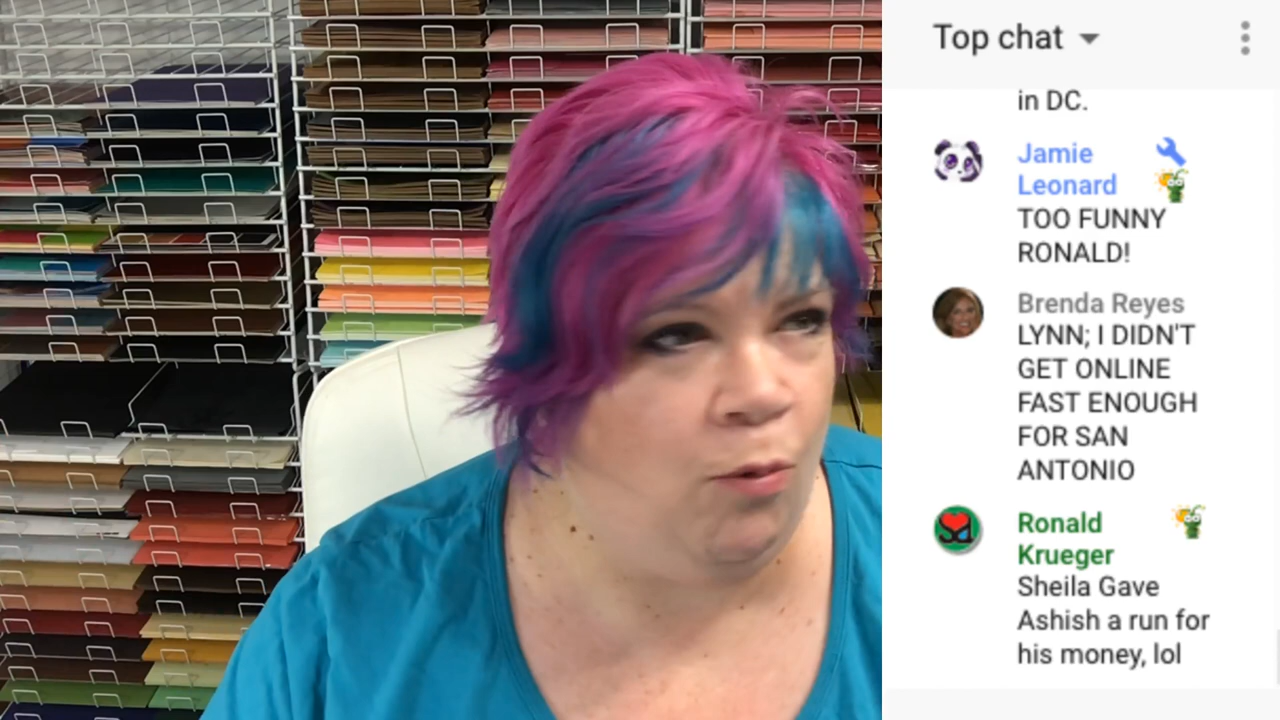 Top chat
in DC.
Jamie
Leonard
TOO FUNNY
RONALD!
Brenda Reyes
LYNN; I DIDN'T
GET ONLINE
FAST ENOUGH
FOR SAN
ANTONIO
sa
Ronald
Krueger
Sheila Gave
Ashish a run for
his money, lol